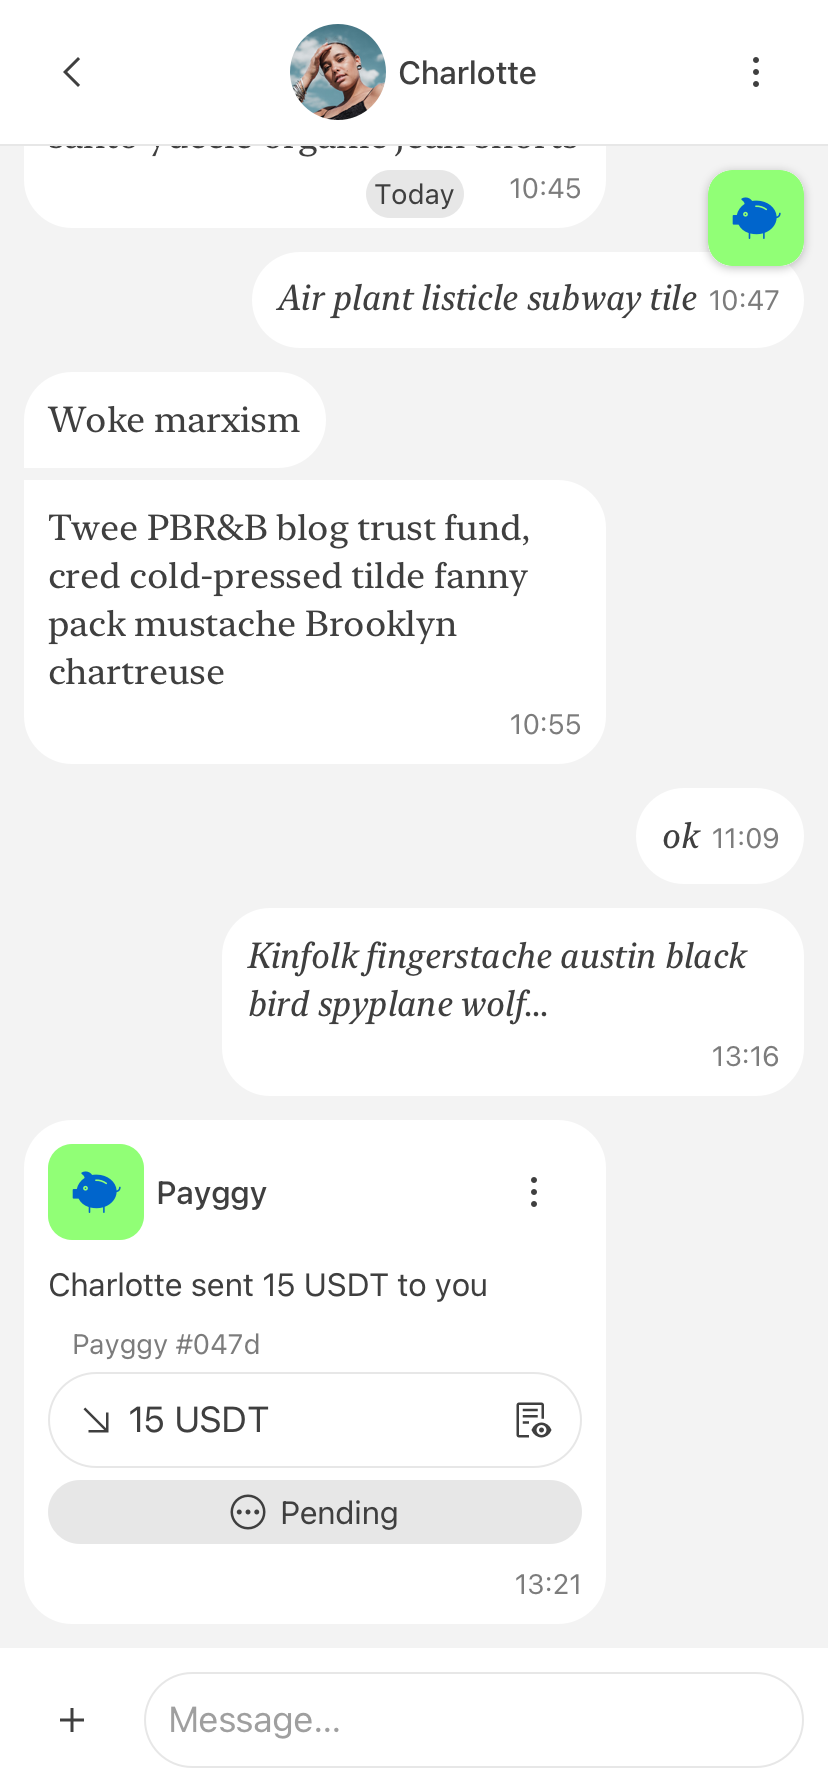 Charlotte
Today
10:45
Air plant listicle subway tile 10:47
Woke marxism
Twee PBR&B blog trust fund,
cred cold-pressed tilde fanny
pack mustache Brooklyn
chartreuse
10:55
ok 11:09
Kinfolk fingerstache austin black
bird spyplane wolf...
13:16
Payggy
Charlotte sent 15 USDT to you
Payggy #047d
15 USDT
Pending
13:21
Message...